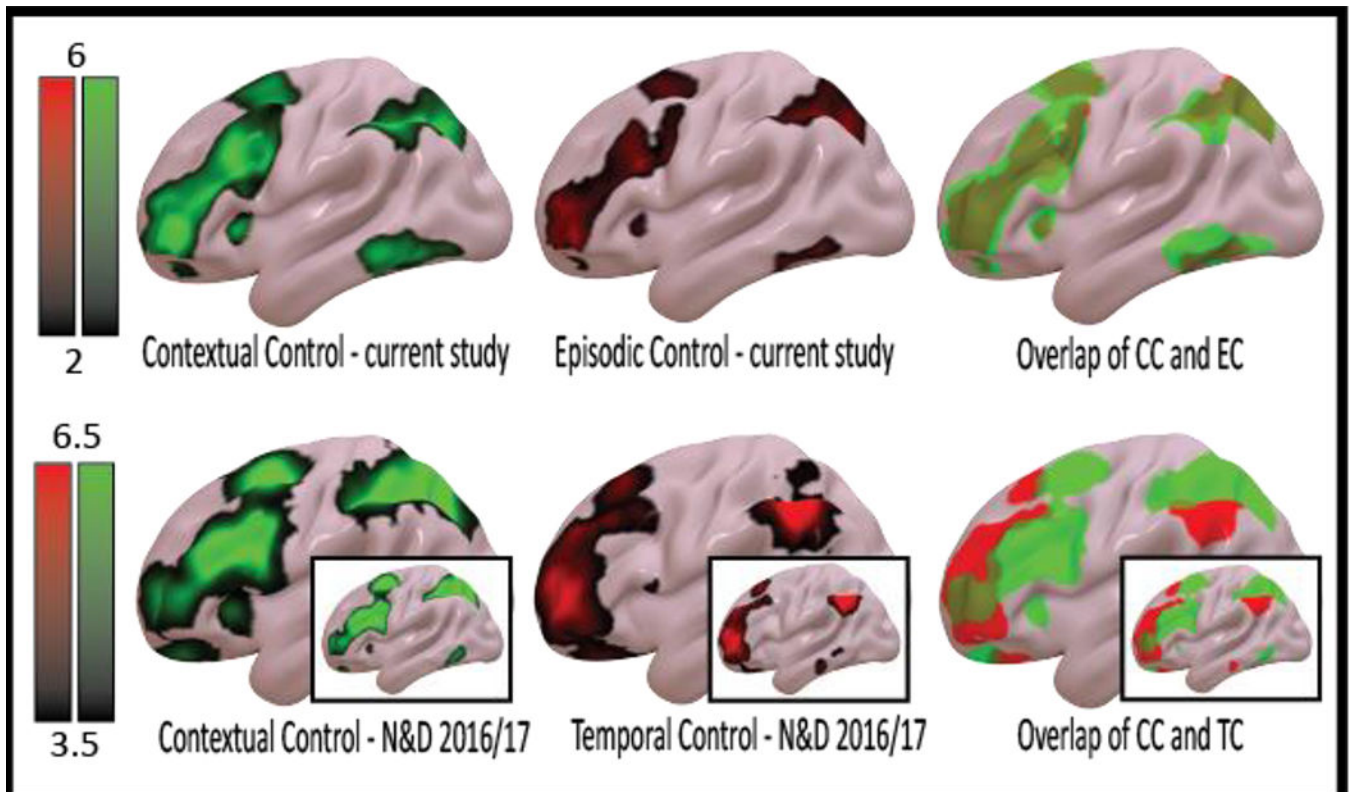 6
2
Contextual Control - current study
Episodic Control - current study
Overlap of CC and EC
6.5
3.5
Contextual Control - N&D 2016/17
Temporal Control - N&D 2016/17
Overlap of CC and TC